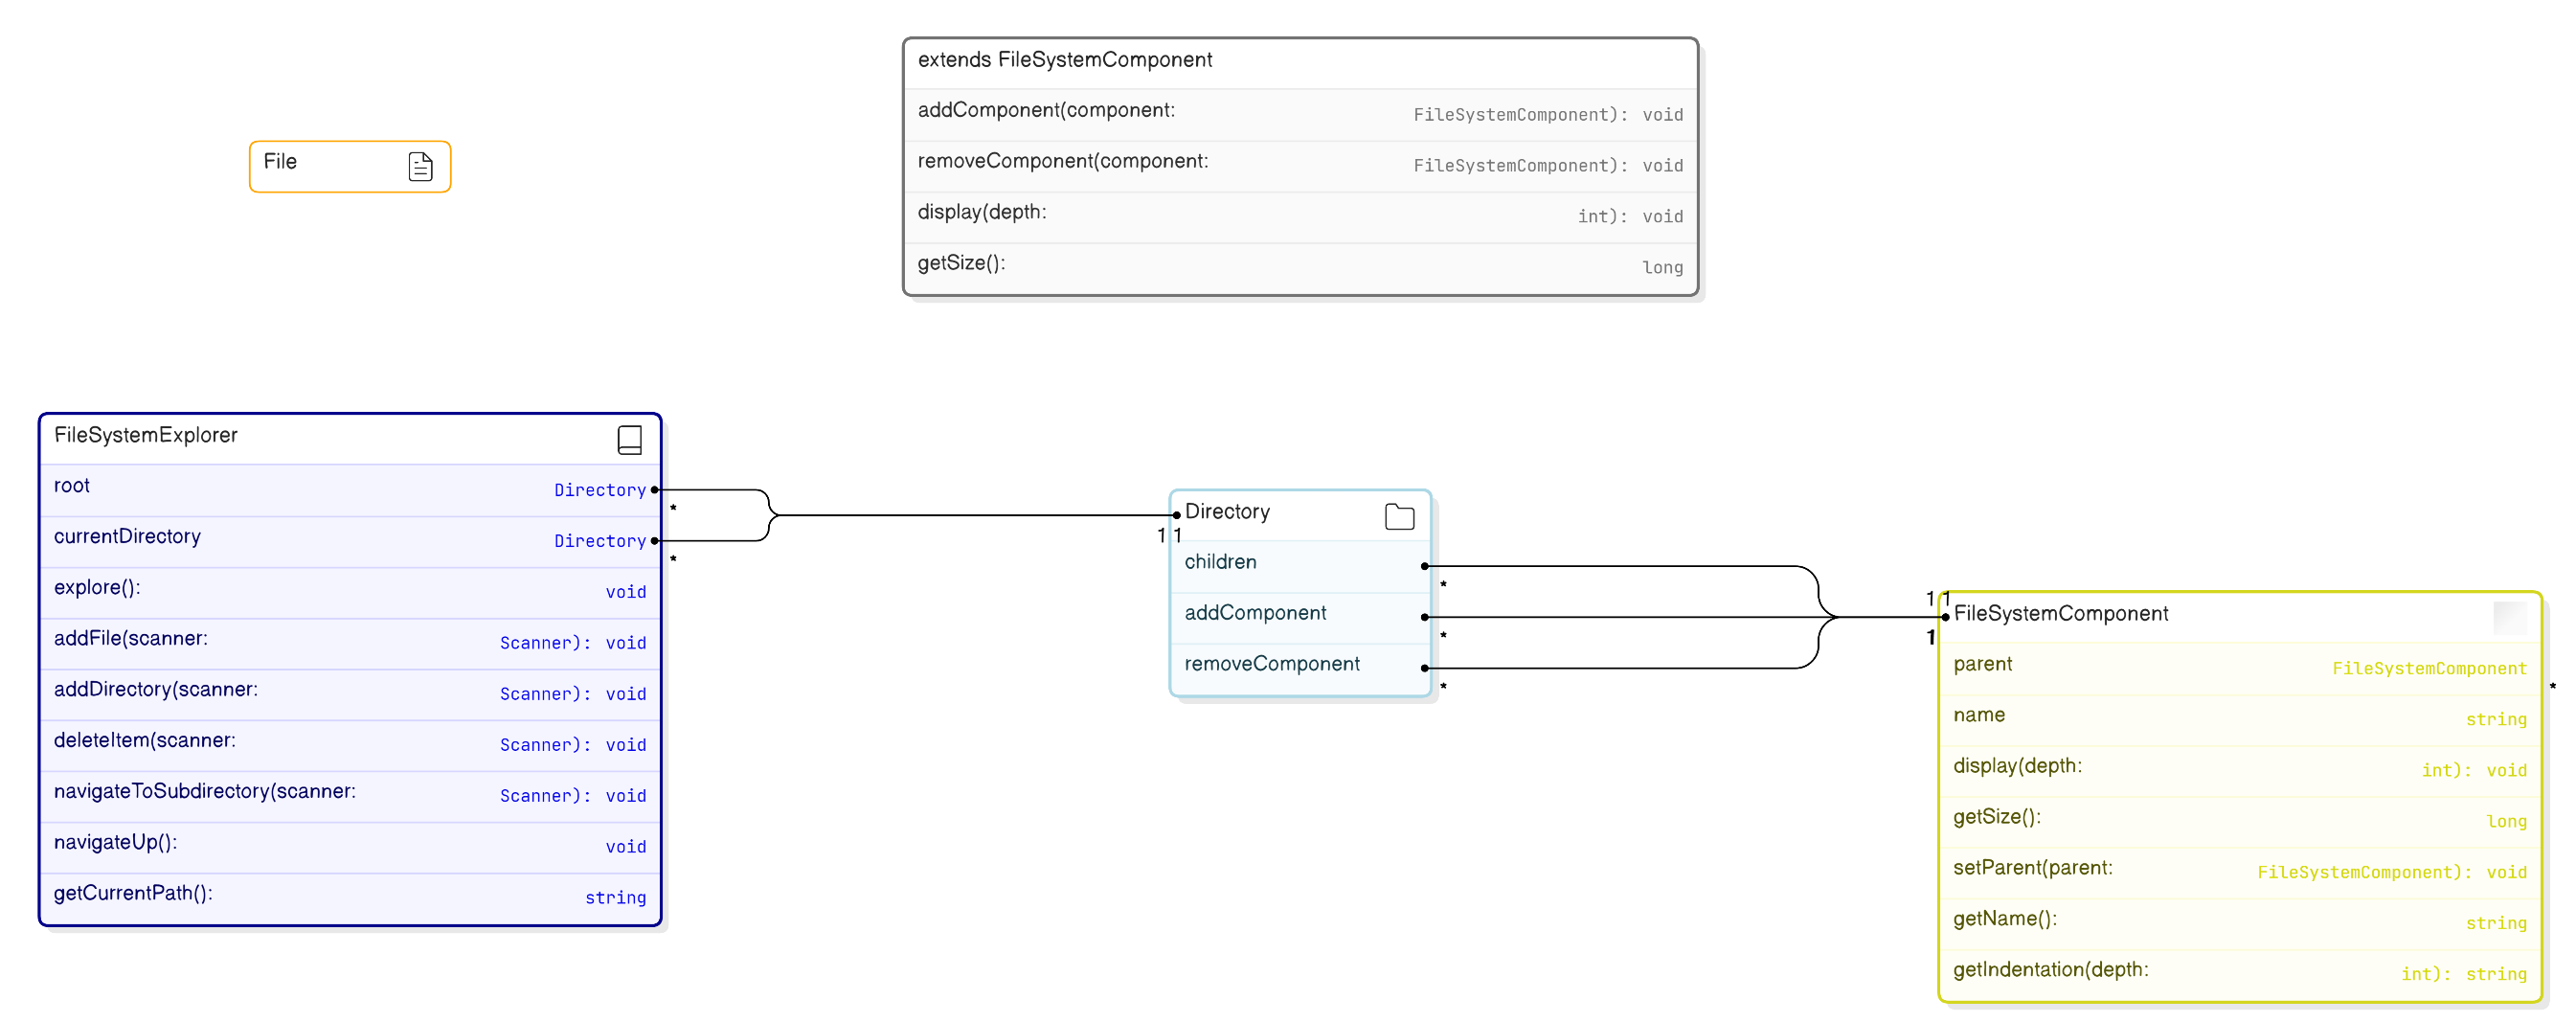 extends FileSystemComponent
addComponent(component: FileSystemComponent): void
removeComponent(component: FileSystemComponent): void
display(depth: int): void
getSize(): long
File
FileSystemExplorer
root Directory
*
currentDirectory Directory
*
explore(): void
addFile(scanner: Scanner): void
addDirectory(scanner: Scanner): void
deleteItem(scanner: Scanner): void
navigateToSubdirectory(scanner: Scanner): void
navigateUp(): void
getCurrentPath(): string
Directory
1 1
children
*
addComponent
*
removeComponent
*
1 1
FileSystemComponent
1
parent FileSystemComponent
*
name string
display(depth: int): void
getSize(): long
setParent(parent: FileSystemComponent): void
getName(): string
getIndentation(depth: int): string